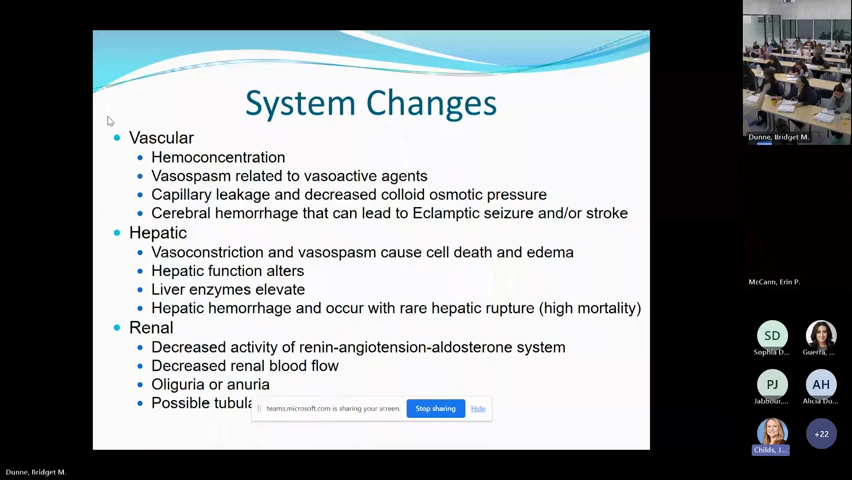 System Changes
Vascular
Hemoconcentration
Vasospasm related to vasoactive agents
Capillary leakage and decreased colloid osmotic pressure
Cerebral hemorrhage that can lead to Eclamptic seizure and/or stroke
Hepatic
Vasoconstriction and vasospasm cause cell death and edema
Hepatic function alters
Liver enzymes elevate
Hepatic hemorrhage and occur with rare hepatic rupture (high mortality)
Renal
Decreased activity of renin-angiotension-aldosterone system
Decreased renal blood flow
Oliguria or anuria
Possible tubula
teams.microsoft.com is sharing your screen.
Stop sharing
Hide
Dunne, Bridget M.
McCann, Erin P.
SD
Sophia D...
Guerra, ...
PJ
Jabbour,...
AH
Alicia Do...
Childs, J...
+22
Dunne, Bridget M.